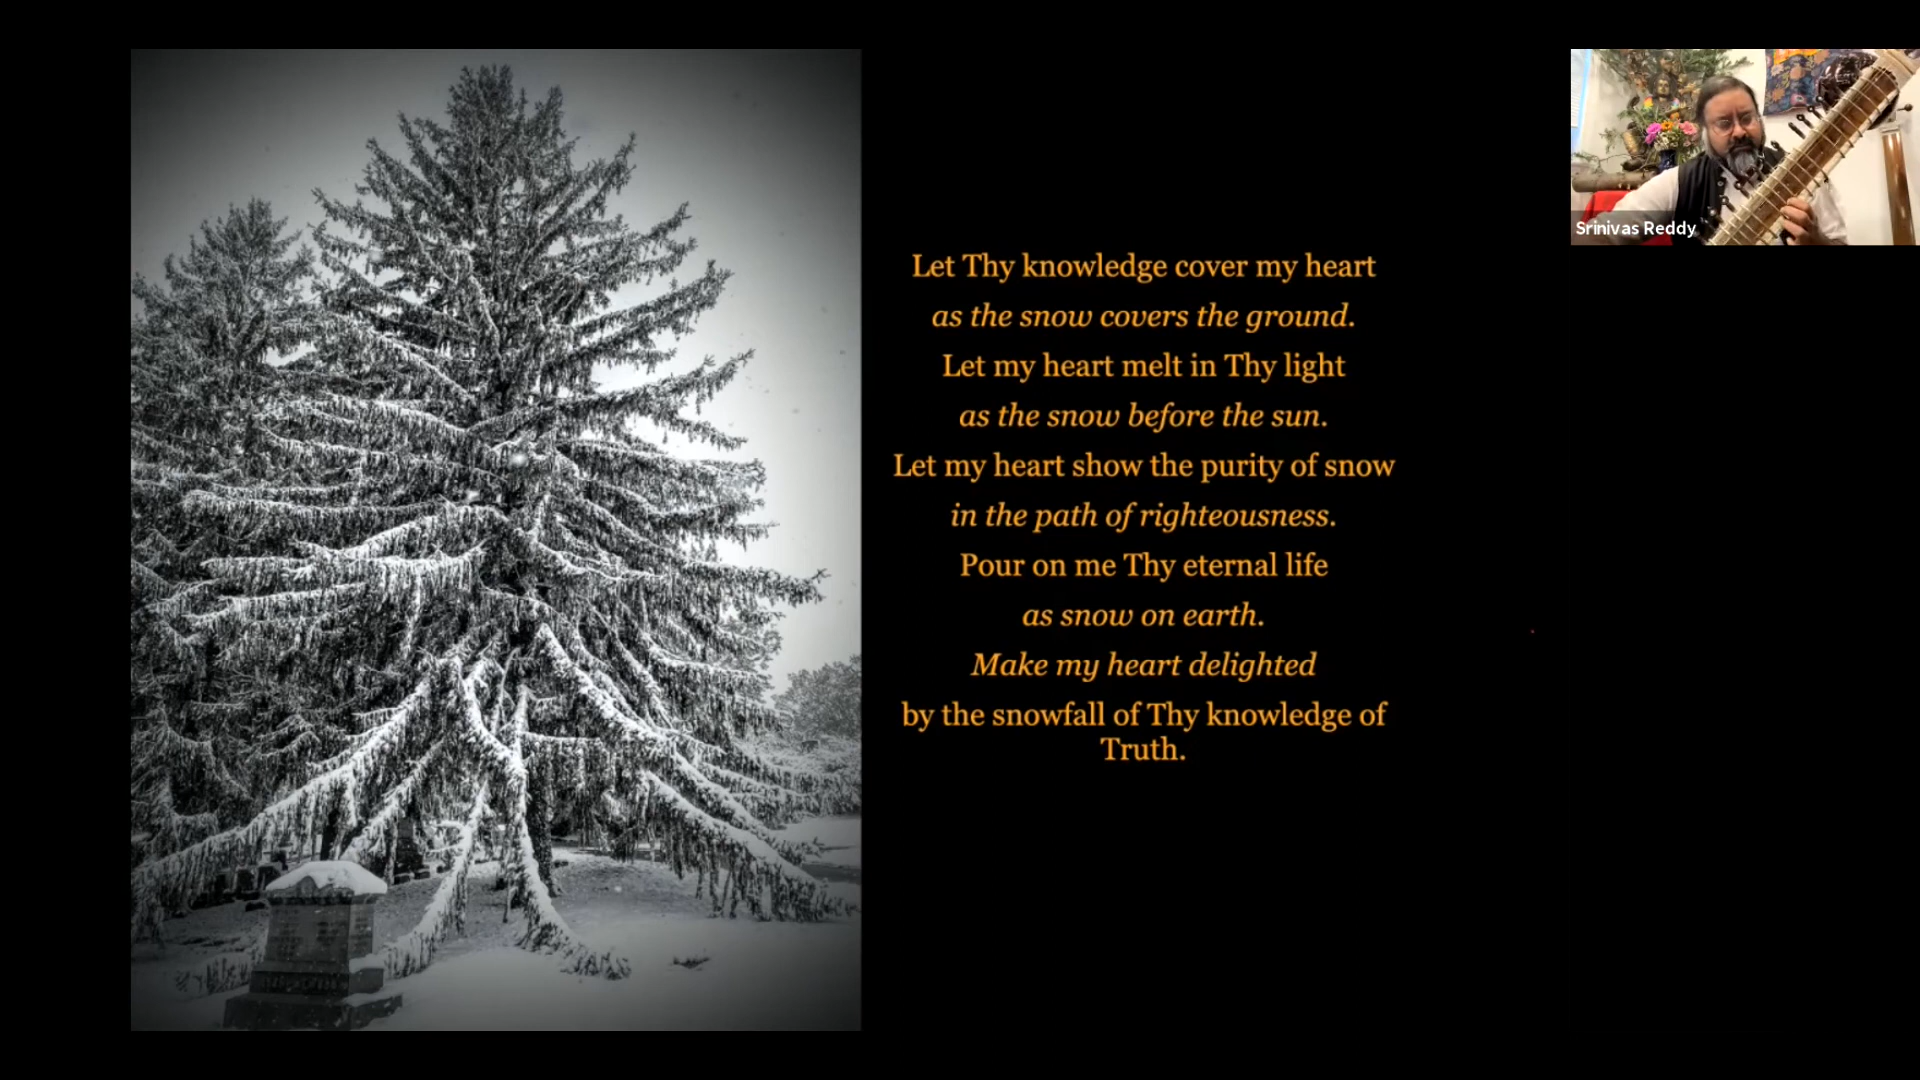 Let Thy knowledge cover my heart
as the snow covers the ground.
Let my heart melt in Thy light
as the snow before the sun.
Let my heart show the purity of snow
in the path of righteousness.
Pour on me Thy eternal life
as snow on earth.
Make my heart delighted
by the snowfall of Thy knowledge of
Truth.
Srinivas Reddy